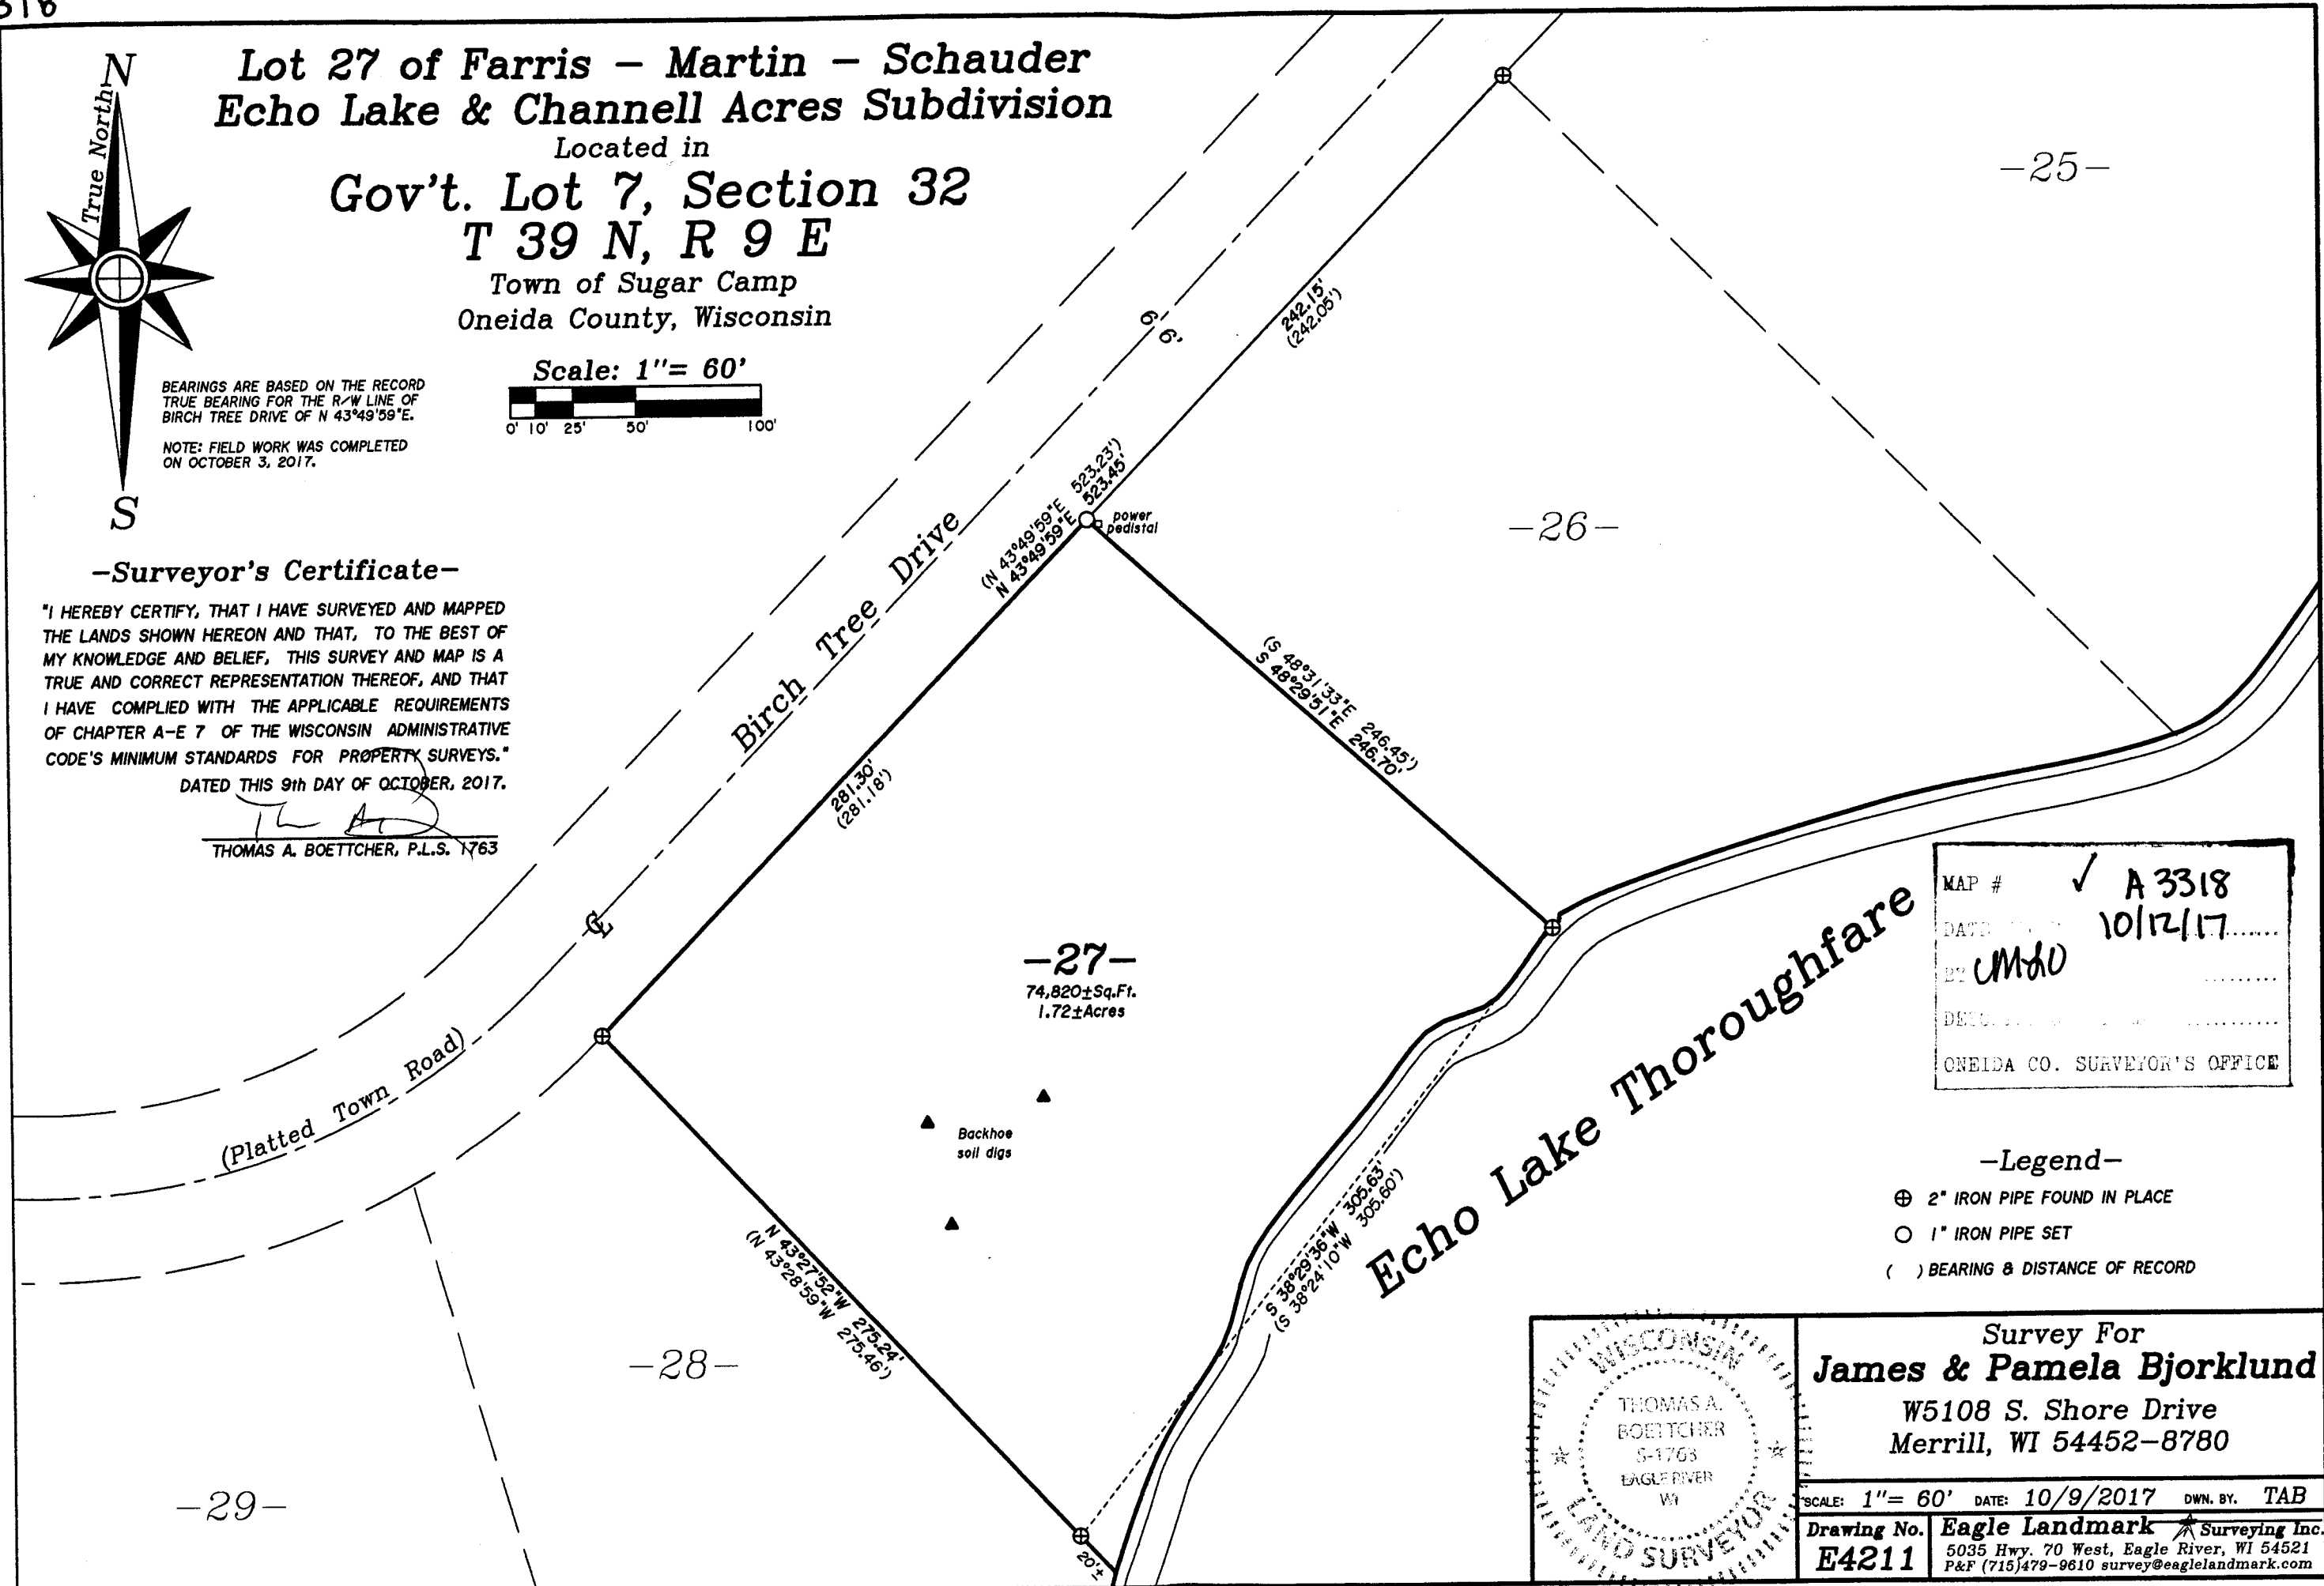 318
N
True North
S
Lot 27 of Farris - Martin - Schauder
Echo Lake & Channell Acres Subdivision
Located in
Gov't. Lot 7, Section 32
T 39 N, R 9 E
Town of Sugar Camp
Oneida County, Wisconsin
Scale: 1"= 60'
0' 10' 25' 50' 100'
BEARINGS ARE BASED ON THE RECORD
TRUE BEARING FOR THE R/W LINE OF
BIRCH TREE DRIVE OF N 43°49'59"E.
NOTE: FIELD WORK WAS COMPLETED
ON OCTOBER 3, 2017.
-Surveyor's Certificate-
"I HEREBY CERTIFY, THAT I HAVE SURVEYED AND MAPPED
THE LANDS SHOWN HEREON AND THAT, TO THE BEST OF
MY KNOWLEDGE AND BELIEF, THIS SURVEY AND MAP IS A
TRUE AND CORRECT REPRESENTATION THEREOF, AND THAT
I HAVE COMPLIED WITH THE APPLICABLE REQUIREMENTS
OF CHAPTER A-E 7 OF THE WISCONSIN ADMINISTRATIVE
CODE'S MINIMUM STANDARDS FOR PROPERTY SURVEYS."
DATED THIS 9th DAY OF OCTOBER, 2017.
THOMAS A. BOETTCHER, P.L.S. 1763
Birch Tree Drive
(Platted Town Road)
66'
242.15'
(242.05')
(N 43°49'59"E 523.23')
N 43°49'59"E 523.45'
power
pedistal
281.30'
(281.18')
(S 48°31'33"E 246.45')
S 48°29'51"E 246.70'
-25-
-26-
-27-
74,820±Sq.Ft.
1.72±Acres
Backhoe
soil digs
N 43°27'52"W 275.24'
(N 43°28'59"W 275.46')
S 38°29'36"W 305.63'
(S 38°24'10"W 305.60')
20'±
-28-
-29-
Echo Lake Thoroughfare
MAP # ✓ A 3318
DATE 10/12/17
BY
ONEIDA CO. SURVEYOR'S OFFICE
-Legend-
2" IRON PIPE FOUND IN PLACE
1" IRON PIPE SET
( ) BEARING & DISTANCE OF RECORD
WISCONSIN
THOMAS A.
BOETTCHER
S-1763
EAGLE RIVER
WI
LAND SURVEYOR
Survey For
James & Pamela Bjorklund
W5108 S. Shore Drive
Merrill, WI 54452-8780
SCALE: 1"= 60' DATE: 10/9/2017 DWN. BY. TAB
Drawing No.
E4211
Eagle Landmark Surveying Inc.
5035 Hwy. 70 West, Eagle River, WI 54521
P&F (715)479-9610 survey@eaglelandmark.com